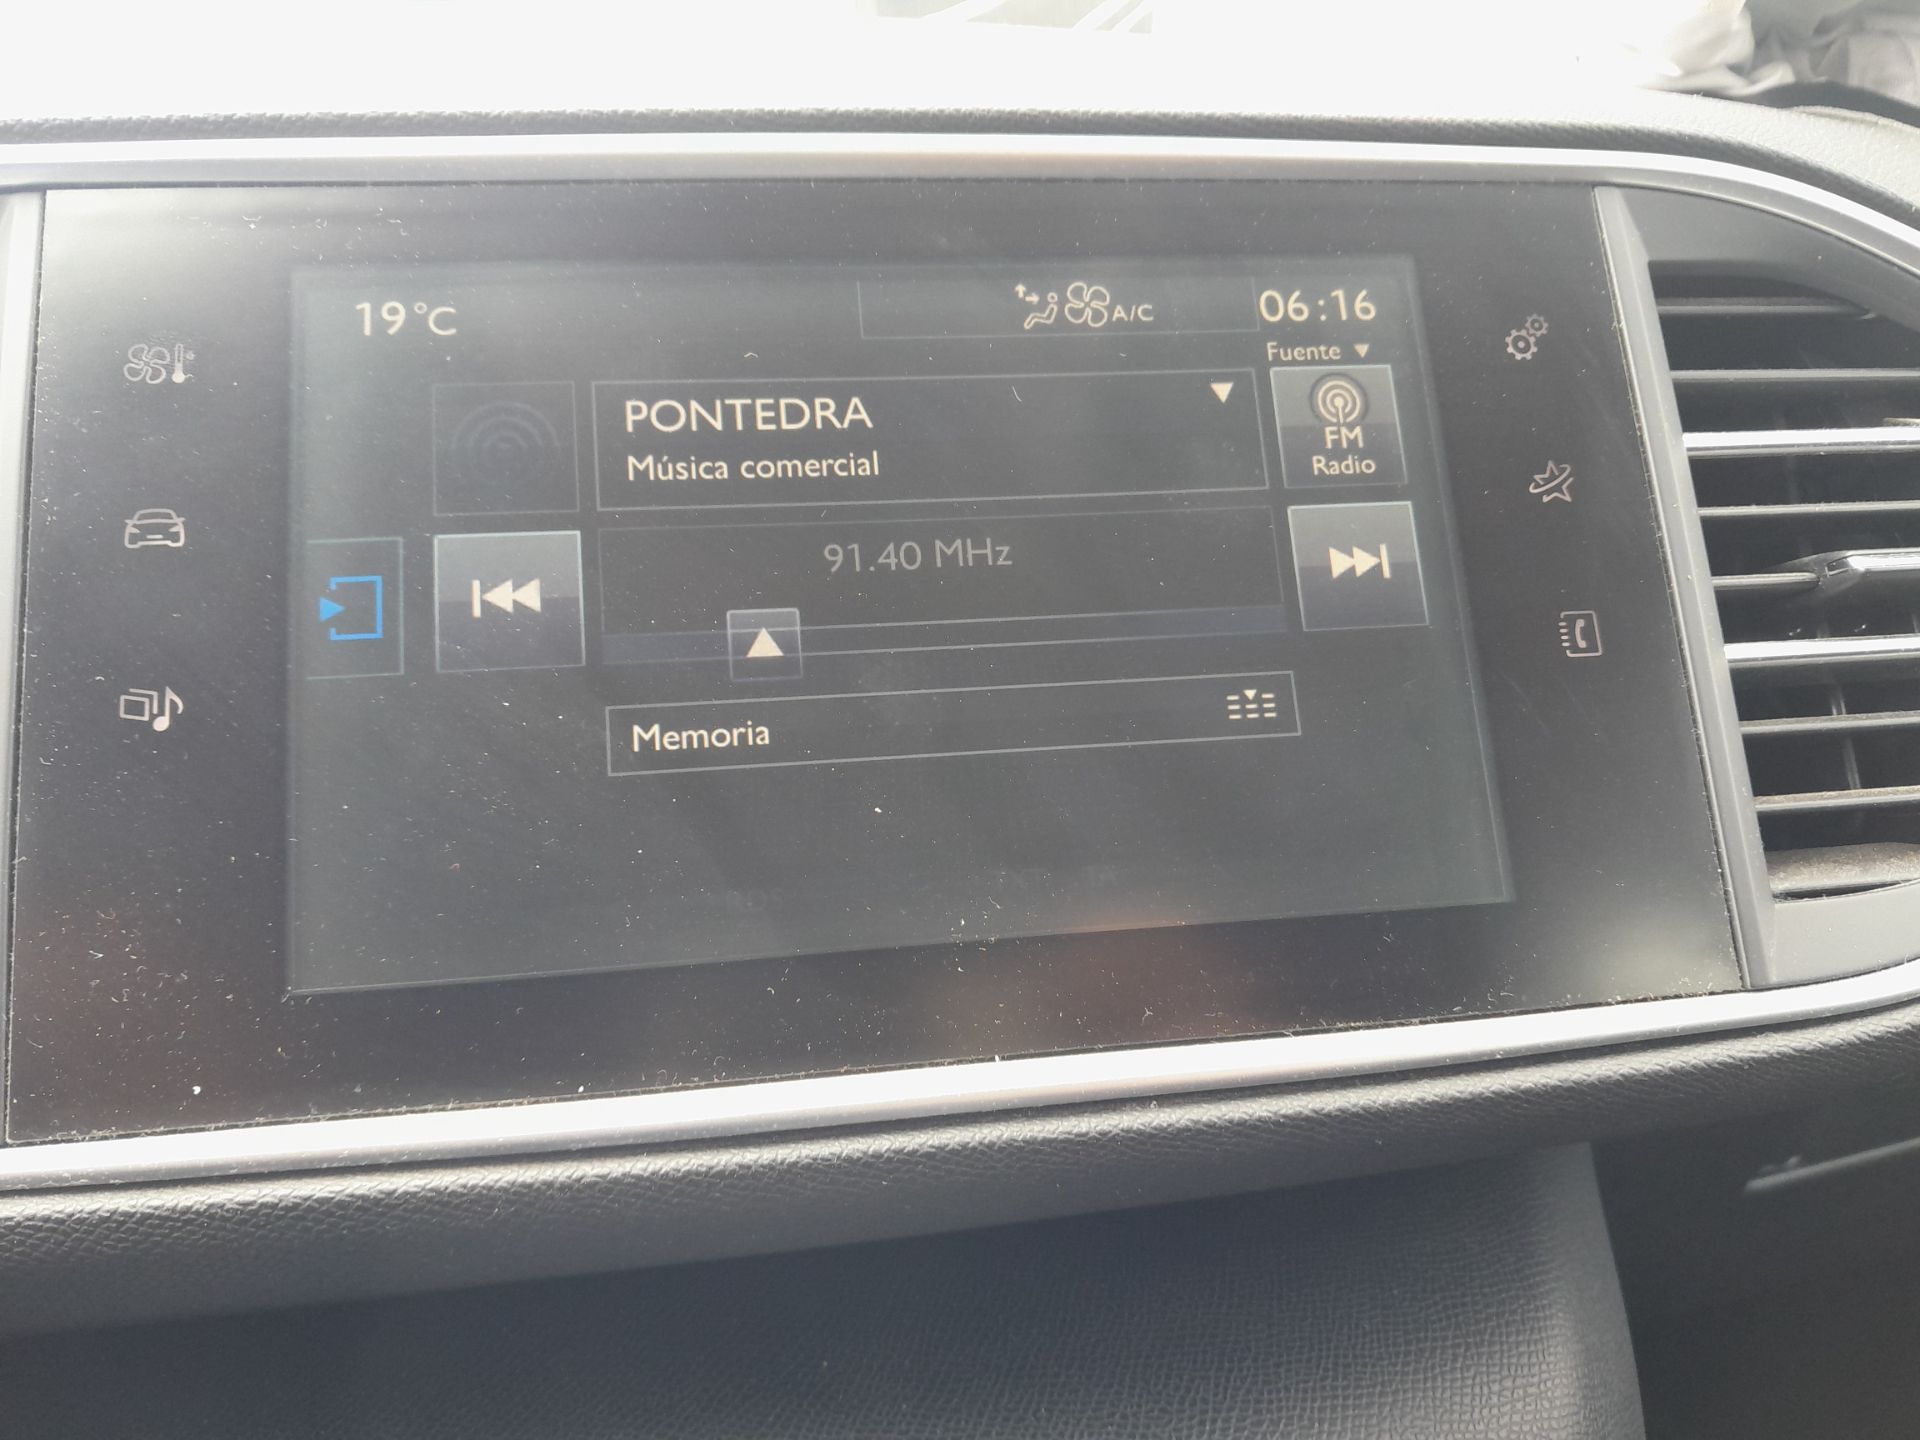 19°C
A/C
06:16
Fuente
PONTEDRA
Música comercial
FM
Radio
91.40 MHz
Memoria